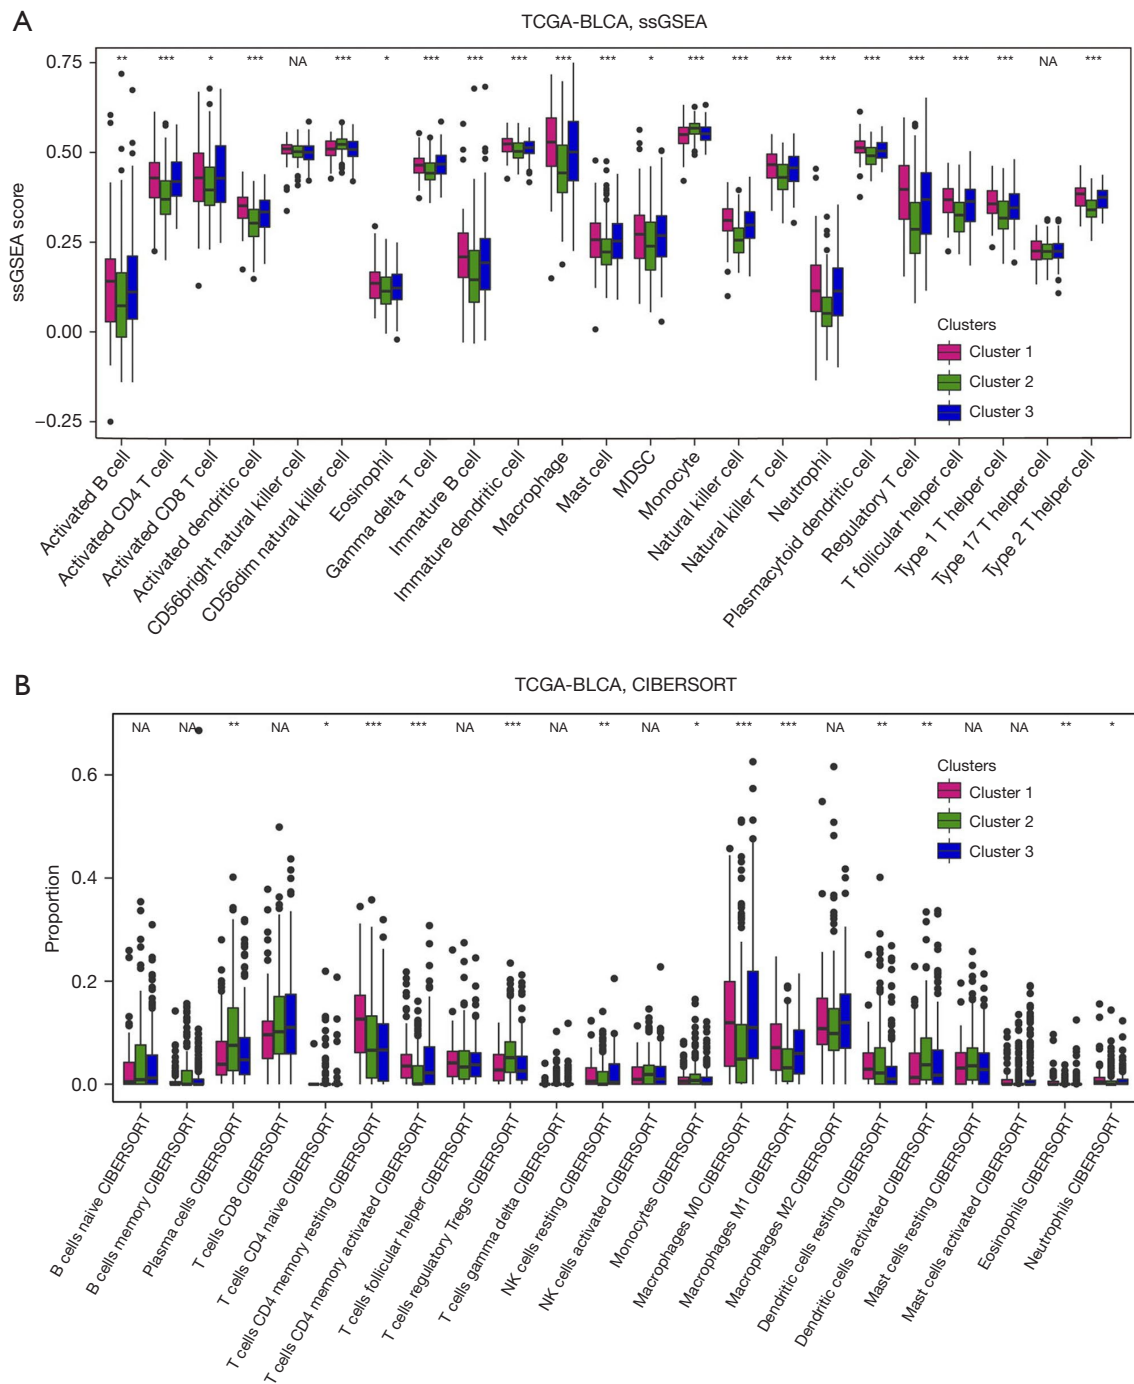 A
TCGA-BLCA, ssGSEA
** *** * *** NA *** * *** *** *** *** *** * *** *** *** *** *** *** *** *** NA ***
0.75
0.50
0.25
0.00
−0.25
ssGSEA score
Clusters
Cluster 1
Cluster 2
Cluster 3
Activated B cell
Activated CD4 T cell
Activated CD8 T cell
Activated dendritic cell
CD56bright natural killer cell
CD56dim natural killer cell
Eosinophil
Gamma delta T cell
Immature B cell
Immature dendritic cell
Macrophage
Mast cell
MDSC
Monocyte
Natural killer cell
Natural killer T cell
Neutrophil
Plasmacytoid dendritic cell
Regulatory T cell
T follicular helper cell
Type 1 T helper cell
Type 17 T helper cell
Type 2 T helper cell
B
TCGA-BLCA, CIBERSORT
NA NA ** NA * *** *** NA *** NA ** NA * *** *** NA ** ** NA NA ** *
0.6
0.4
0.2
0.0
Proportion
Clusters
Cluster 1
Cluster 2
Cluster 3
B cells naïve CIBERSORT
B cells memory CIBERSORT
Plasma cells CIBERSORT
T cells CD8 CIBERSORT
T cells CD4 naïve CIBERSORT
T cells CD4 memory resting CIBERSORT
T cells CD4 memory activated CIBERSORT
T cells follicular helper CIBERSORT
T cells regulatory Tregs CIBERSORT
T cells gamma delta CIBERSORT
NK cells resting CIBERSORT
NK cells activated CIBERSORT
Monocytes CIBERSORT
Macrophages M0 CIBERSORT
Macrophages M1 CIBERSORT
Macrophages M2 CIBERSORT
Dendritic cells resting CIBERSORT
Dendritic cells activated CIBERSORT
Mast cells resting CIBERSORT
Mast cells activated CIBERSORT
Eosinophils CIBERSORT
Neutrophils CIBERSORT